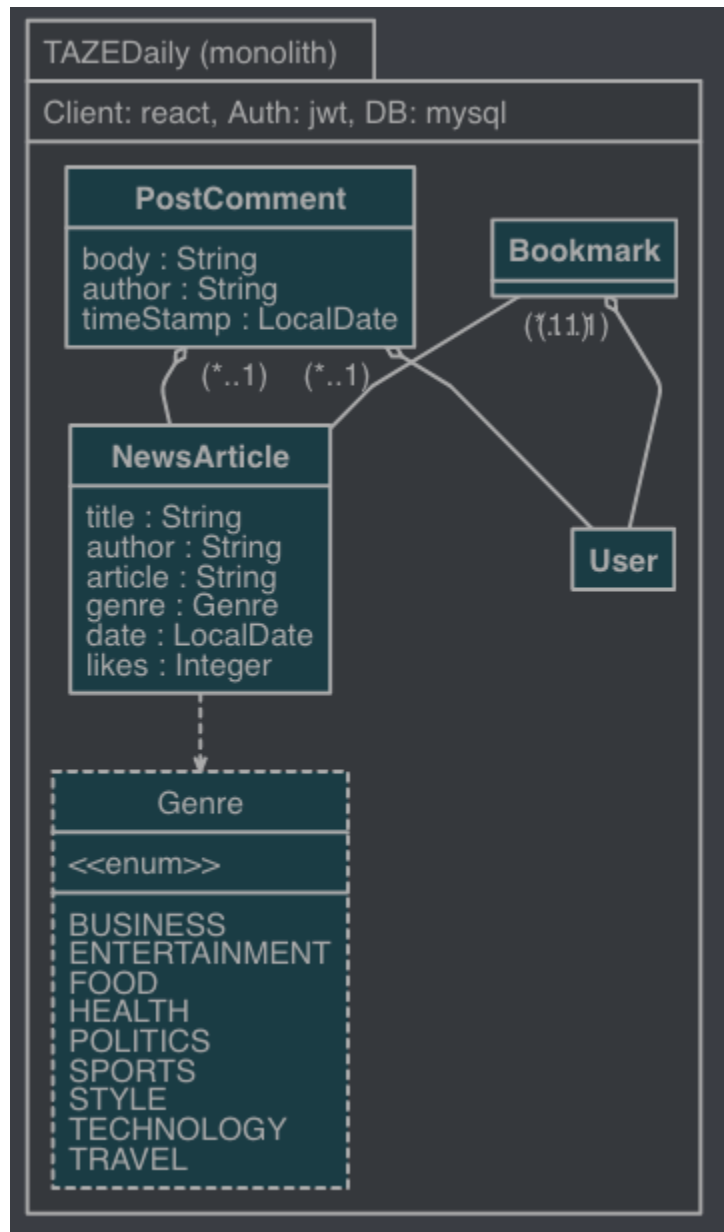 TAZEDaily (monolith)
Client: react, Auth: jwt, DB: mysql
PostComment
body : String
author : String
timeStamp : LocalDate
Bookmark
(*..1)
(*..1)
NewsArticle
title : String
author : String
article : String
genre : Genre
date : LocalDate
likes : Integer
User
Genre
<<enum>>
BUSINESS
ENTERTAINMENT
FOOD
HEALTH
POLITICS
SPORTS
STYLE
TECHNOLOGY
TRAVEL